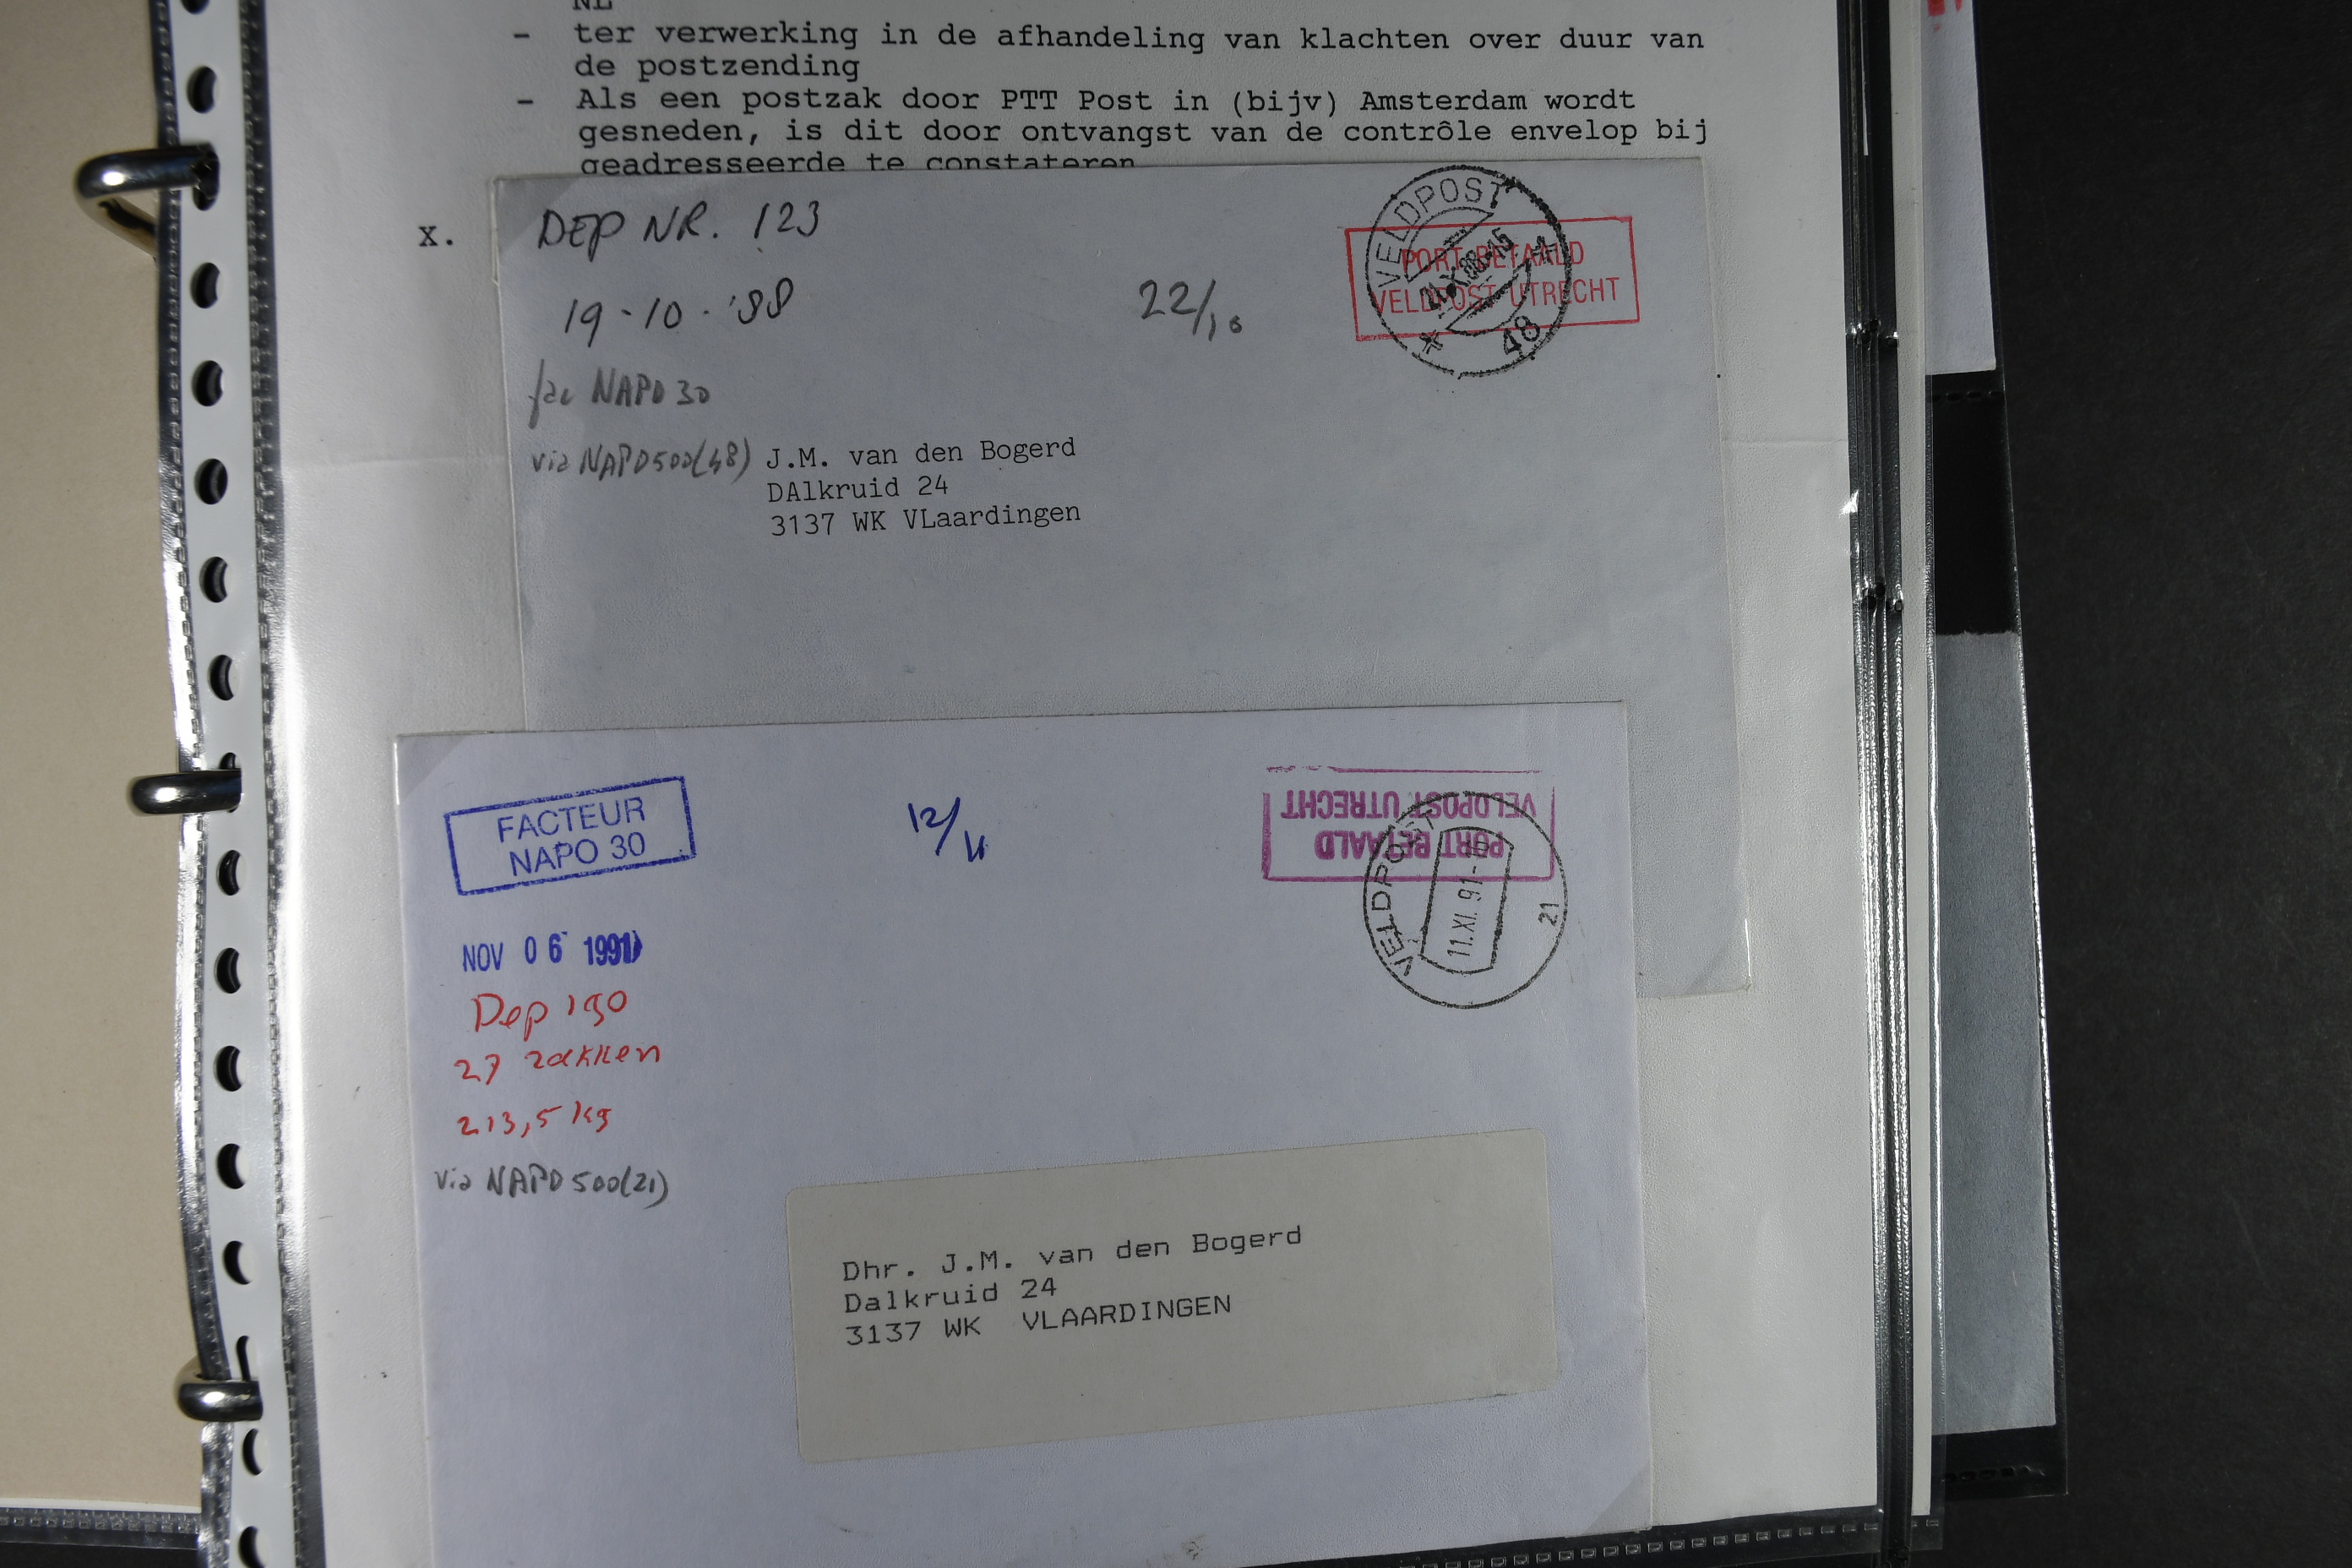 NL
- ter verwerking in de afhandeling van klachten over duur van
de postzending
- Als een postzak door PTT Post in (bijv) Amsterdam wordt
gesneden, is dit door ontvangst van de contrôle envelop bij
geadresseerde te constateren
x.
DEP NR. 123
19-10-'88
22/10
fac NAPO 30
via NAPO 500(48)
PORT BETAALD
VELDPOST UTRECHT
VELDPOST
48
J.M. van den Bogerd
DAlkruid 24
3137 WK VLaardingen
FACTEUR
NAPO 30
12/11
PORT BETAALD
VELDPOST UTRECHT
VELDPOST
11.XI.91-10
21
NOV 06 1991
Dep 190
27 zakken
213,5 kg
via NAPO 500(21)
Dhr. J.M. van den Bogerd
Dalkruid 24
3137 WK VLAARDINGEN